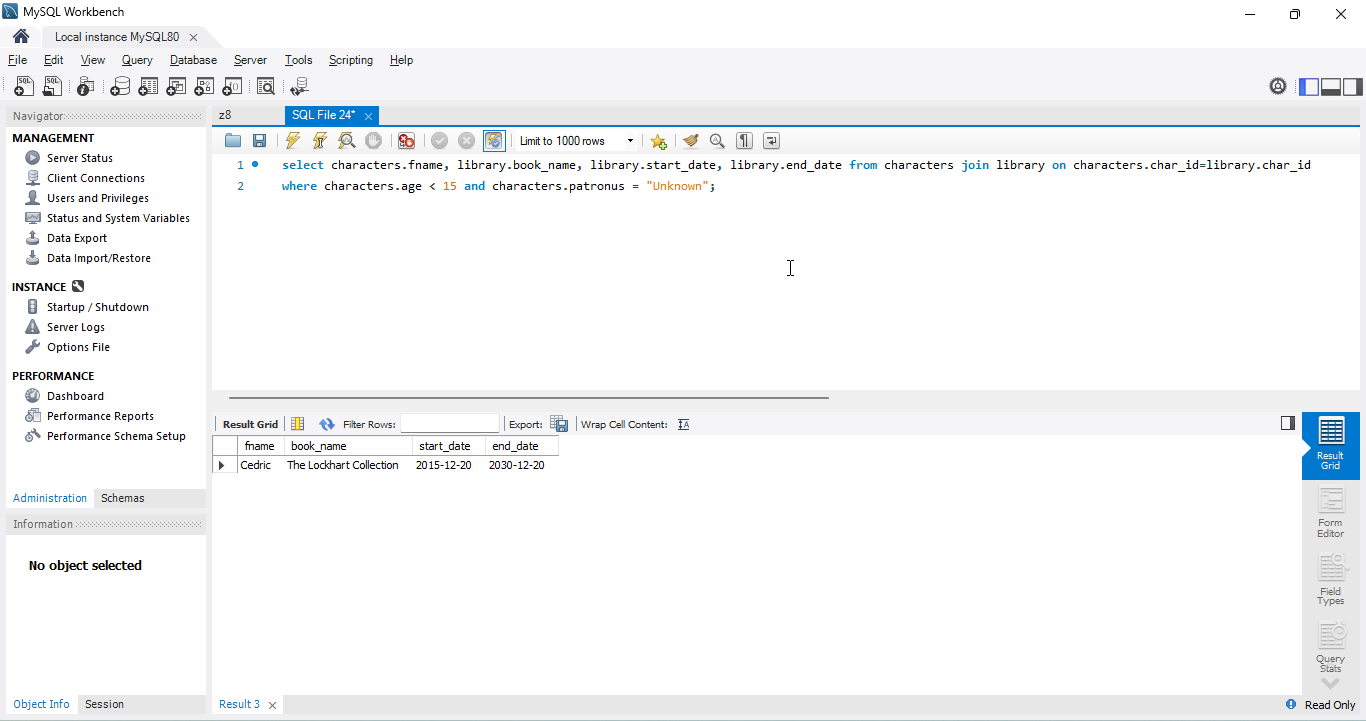 MySQL Workbench
Local instance MySQL80
File Edit View Query Database Server Tools Scripting Help
Navigator
MANAGEMENT
Server Status
Client Connections
Users and Privileges
Status and System Variables
Data Export
Data Import/Restore
INSTANCE
Startup / Shutdown
Server Logs
Options File
PERFORMANCE
Dashboard
Performance Reports
Performance Schema Setup
Administration Schemas
Information
No object selected
Object Info Session
z8 SQL File 24*
Limit to 1000 rows
1 select characters.fname, library.book_name, library.start_date, library.end_date from characters join library on characters.char_id=library.char_id
2 where characters.age < 15 and characters.patronus = "Unknown";
Result Grid Filter Rows: Export: Wrap Cell Content:
fname book_name start_date end_date
Cedric The Lockhart Collection 2015-12-20 2030-12-20
Result
Grid
Form
Editor
Field
Types
Query
Stats
Result 3
Read Only